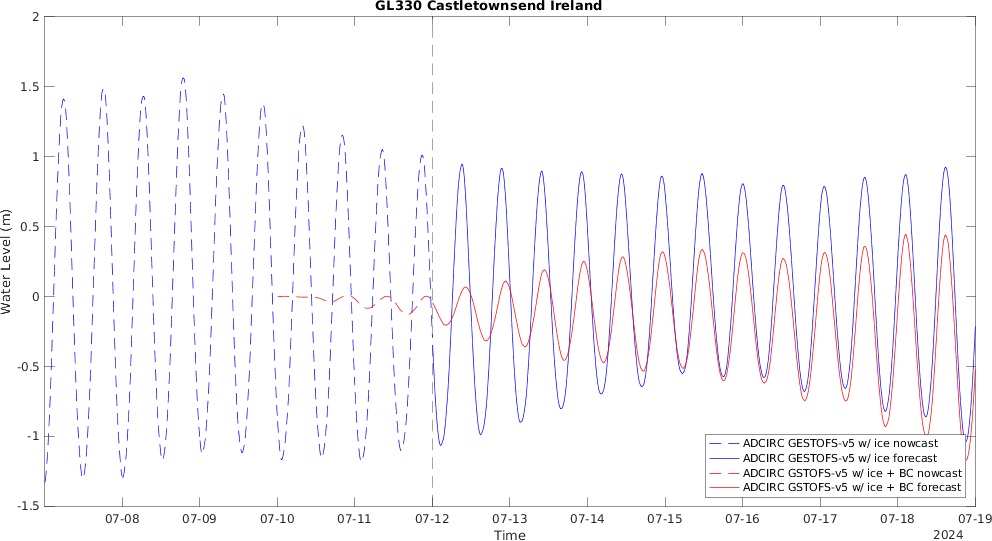 GL330 Castletownsend Ireland
2
1.5
1
0.5
0
-0.5
-1
-1.5
Water Level (m)
ADCIRC GESTOFS-v5 w/ ice nowcast
ADCIRC GESTOFS-v5 w/ ice forecast
ADCIRC GSTOFS-v5 w/ ice + BC nowcast
ADCIRC GSTOFS-v5 w/ ice + BC forecast
07-08 07-09 07-10 07-11 07-12 07-13 07-14 07-15 07-16 07-17 07-18 07-19
Time
2024